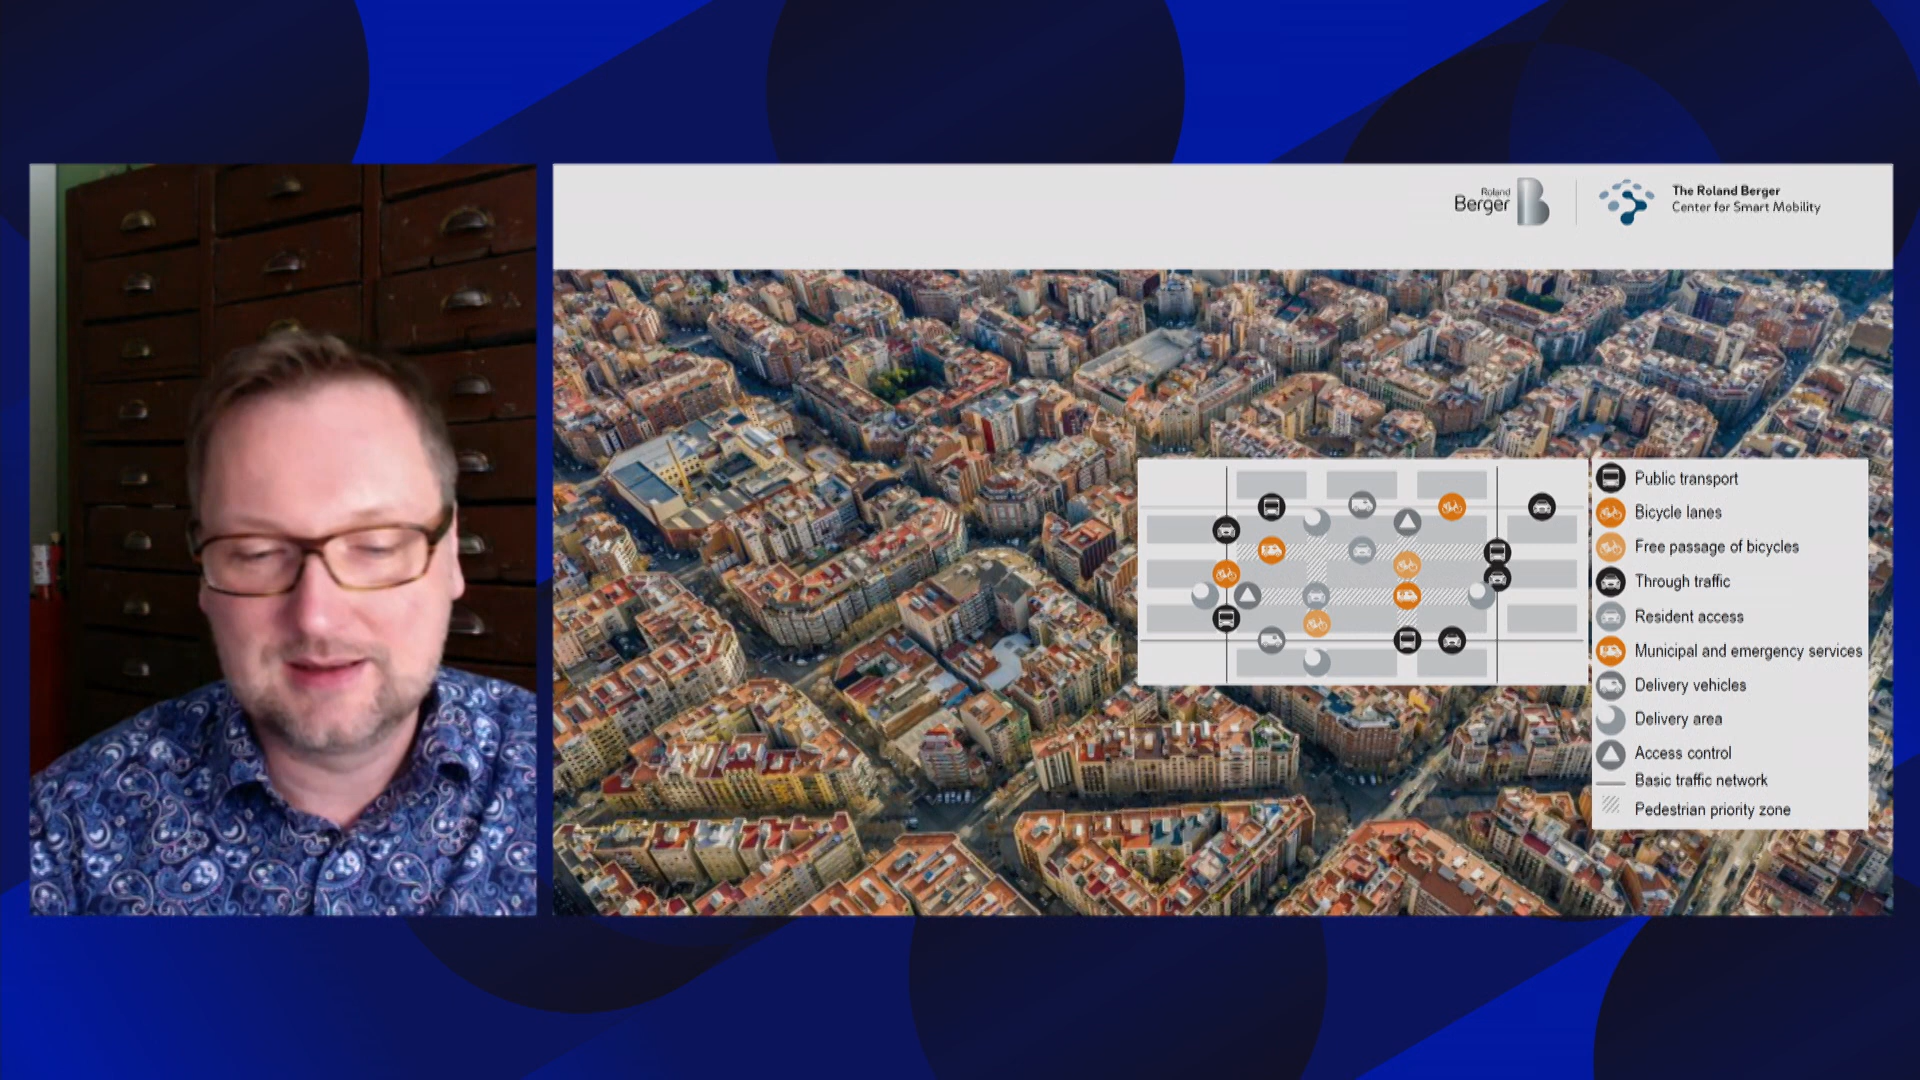 Roland
Berger
The Roland Berger
Center for Smart Mobility
Public transport
Bicycle lanes
Free passage of bicycles
Through traffic
Resident access
Municipal and emergency services
Delivery vehicles
Delivery area
Access control
Basic traffic network
Pedestrian priority zone